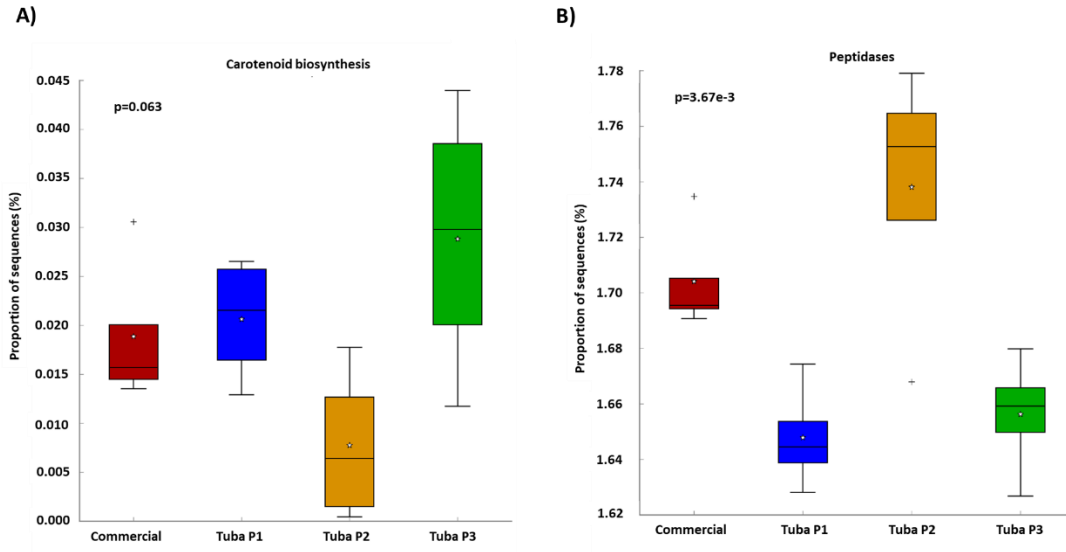 A)
Carotenoid biosynthesis
p=0.063
Proportion of sequences (%)
0.045
0.040
0.035
0.030
0.025
0.020
0.015
0.010
0.005
0.000
Commercial Tuba P1 Tuba P2 Tuba P3
B)
Peptidases
p=3.67e-3
Proportion of sequences (%)
1.78
1.76
1.74
1.72
1.70
1.68
1.66
1.64
1.62
Commercial Tuba P1 Tuba P2 Tuba P3